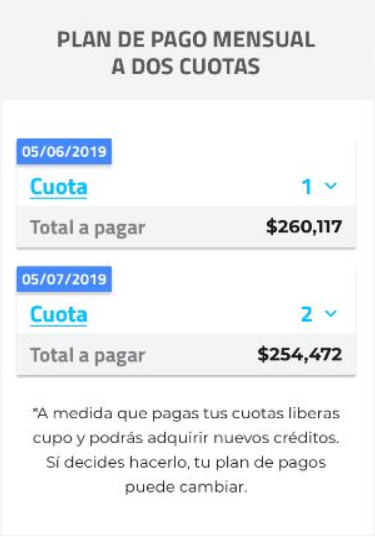 PLAN DE PAGO MENSUAL
A DOS CUOTAS
05/06/2019
Cuota 1
Total a pagar $260,117
05/07/2019
Cuota 2
Total a pagar $254,472
*A medida que pagas tus cuotas liberas
cupo y podrás adquirir nuevos créditos.
Sí decides hacerlo, tu plan de pagos
puede cambiar.